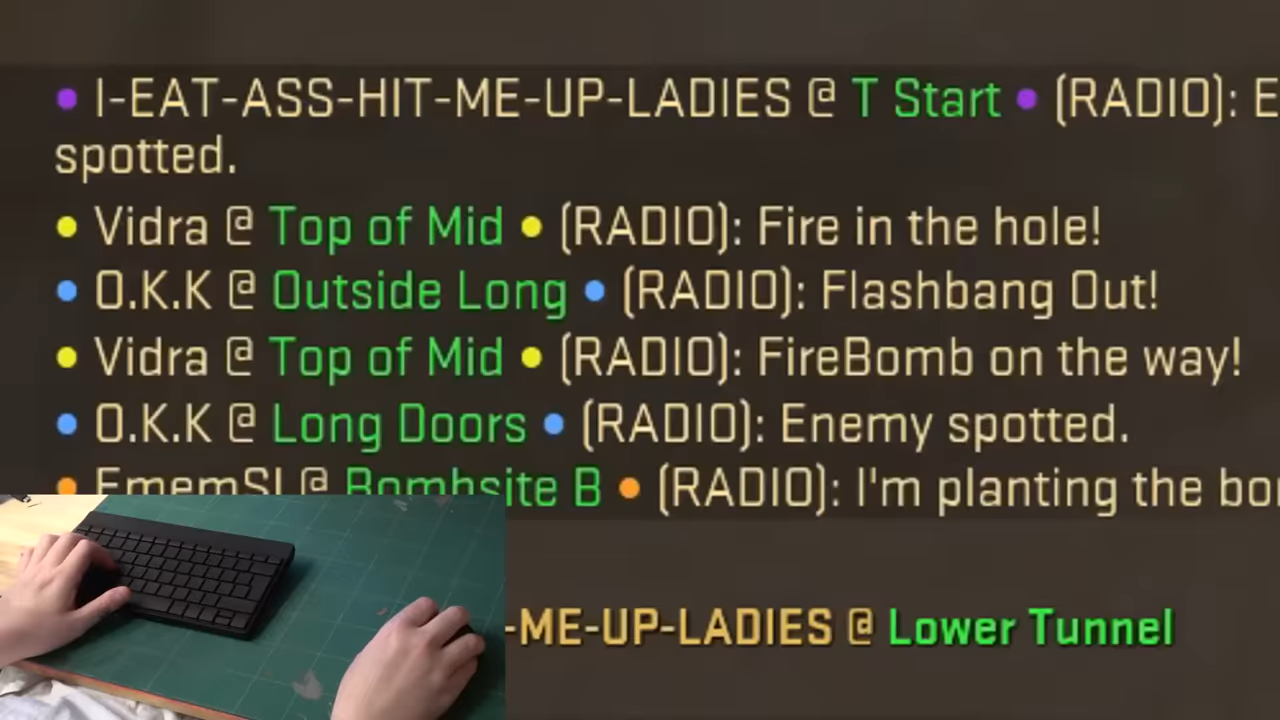 I-EAT-ASS-HIT-ME-UP-LADIES @ T Start (RADIO): E
spotted.
Vidra @ Top of Mid (RADIO): Fire in the hole!
O.K.K @ Outside Long (RADIO): Flashbang Out!
Vidra @ Top of Mid (RADIO): FireBomb on the way!
O.K.K @ Long Doors (RADIO): Enemy spotted.
@ Bombsite B (RADIO): I'm planting the bo
-ME-UP-LADIES @ Lower Tunnel